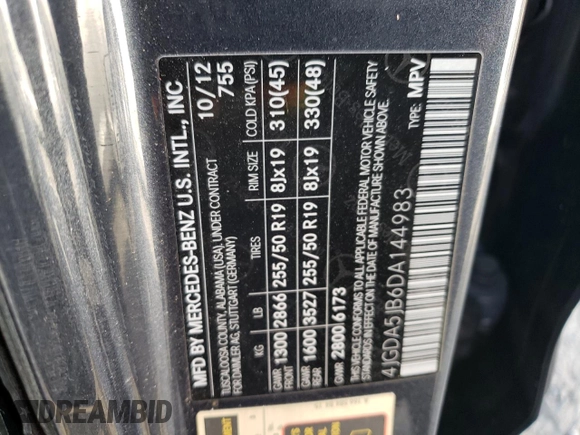 MFD BY MERCEDES-BENZ U.S. INTL., INC
TUSCALOOSA COUNTY, ALABAMA (USA), UNDER CONTRACT
FOR DAIMLER AG, STUTTGART (GERMANY)
10/12
755
KG LB TIRES RIM SIZE COLD KPA(PSI)
GAWR FRONT 1300 2866 255/50 R19 8Jx19 310(45)
GAWR REAR 1600 3527 255/50 R19 8Jx19 330(48)
GVWR 2800 6173
THIS VEHICLE CONFORMS TO ALL APPLICABLE FEDERAL MOTOR VEHICLE SAFETY
STANDARDS IN EFFECT ON THE DATE OF MANUFACTURE SHOWN ABOVE.
4JGDA5JB6DA144983 TYPE: MPV
DREAMBID